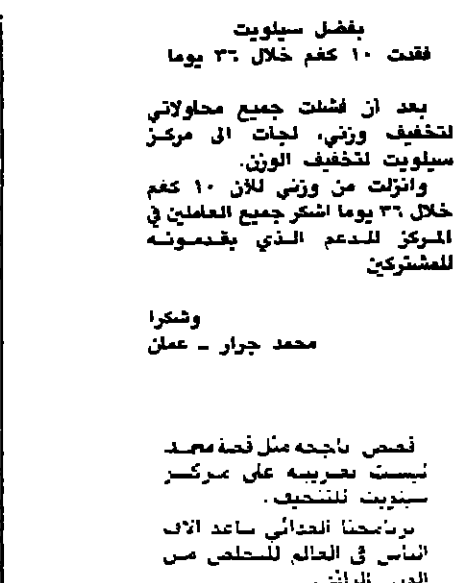 بفضل سيلويت
فقدت ١٠ كغم خلال ٣٦ يوما
بعد أن فشلت جميع محاولاتي
لتخفيف وزني، لجات الى مركز
سيلويت لتخفيف الوزن.
وانزلت من وزني للآن ١٠ كغم
خلال ٣٦ يوما اشكر جميع العاملين في
المركز للدعم الذي يقدمونه
للمشتركين
وشكرا
محمد جرار ـ عمان
قصص ناجحه مثل قصة محمد
ليست بغريبه على مركز
سيلويت للتنحيف.
برنامجنا الغذائي ساعد الاف
الناس في العالم للتخلص من
الوزن الزائد.